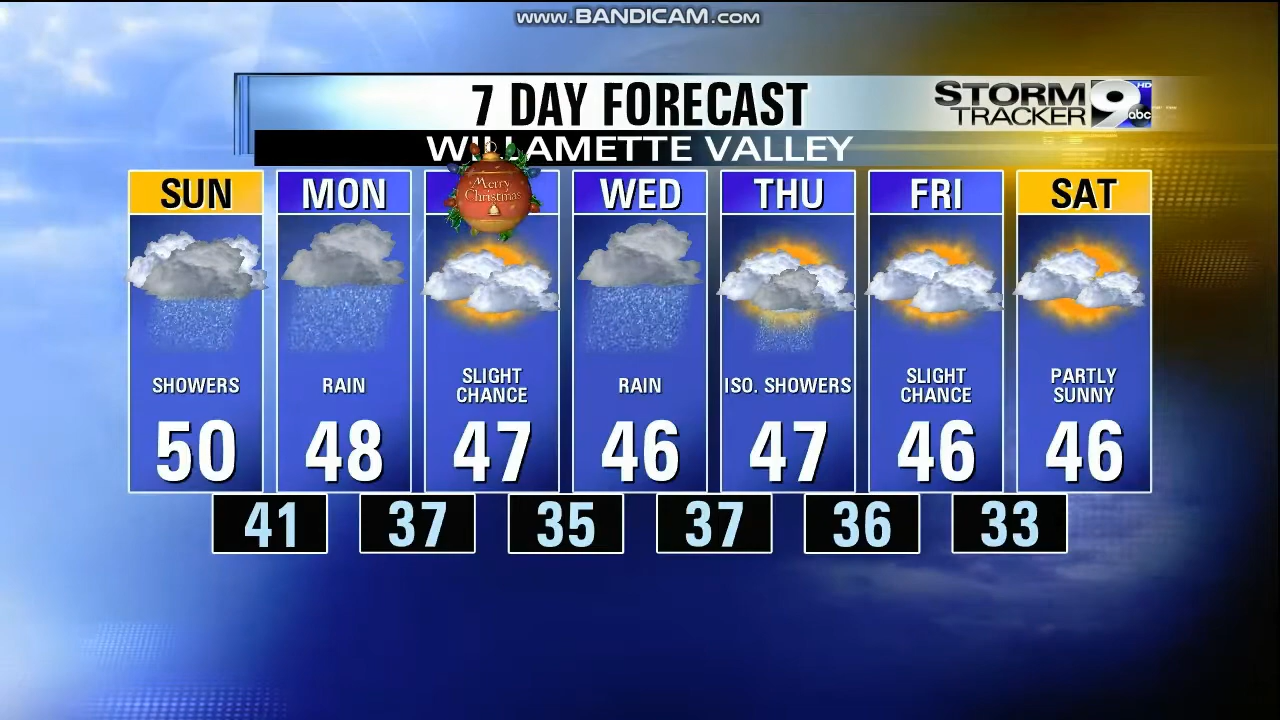 www.BANDICAM.com
7 DAY FORECAST
STORM
TRACKER 9 HD
abc
WILLAMETTE VALLEY
SUN
MON
Merry
Christmas
WED
THU
FRI
SAT
SHOWERS
RAIN
SLIGHT
CHANCE
RAIN
ISO. SHOWERS
SLIGHT
CHANCE
PARTLY
SUNNY
50
48
47
46
47
46
46
41
37
35
37
36
33